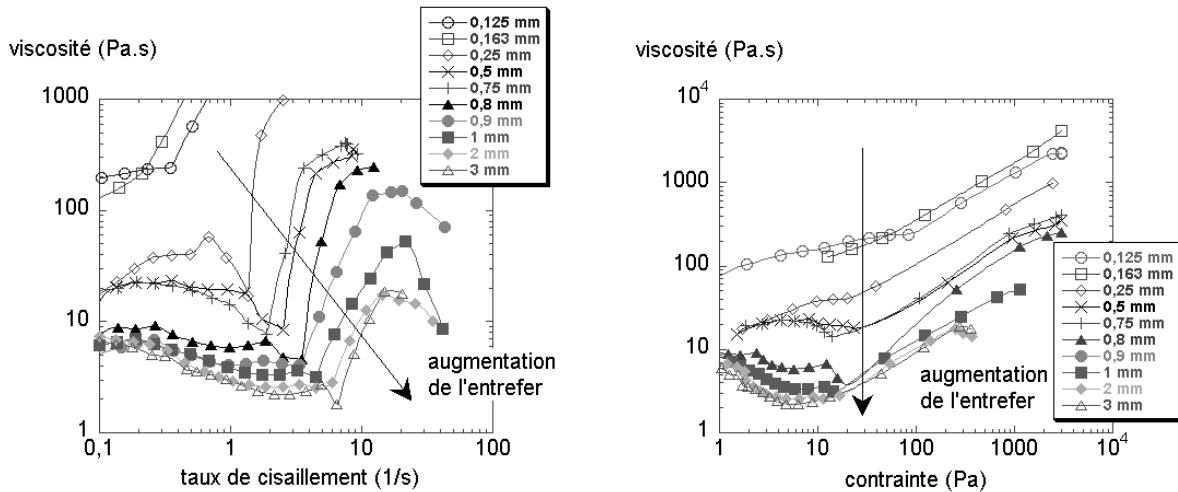 viscosité (Pa.s)
0,125 mm
0,163 mm
0,25 mm
0,5 mm
0,75 mm
0,8 mm
0,9 mm
1 mm
2 mm
3 mm
1000
100
10
1
0,1
1
10
100
augmentation
de l'entrefer
taux de cisaillement (1/s)
viscosité (Pa.s)
10^4
1000
100
10
1
1
10
100
1000
10^4
0,125 mm
0,163 mm
0,25 mm
0,5 mm
0,75 mm
0,8 mm
0,9 mm
1 mm
2 mm
3 mm
augmentation
de l'entrefer
contrainte (Pa)